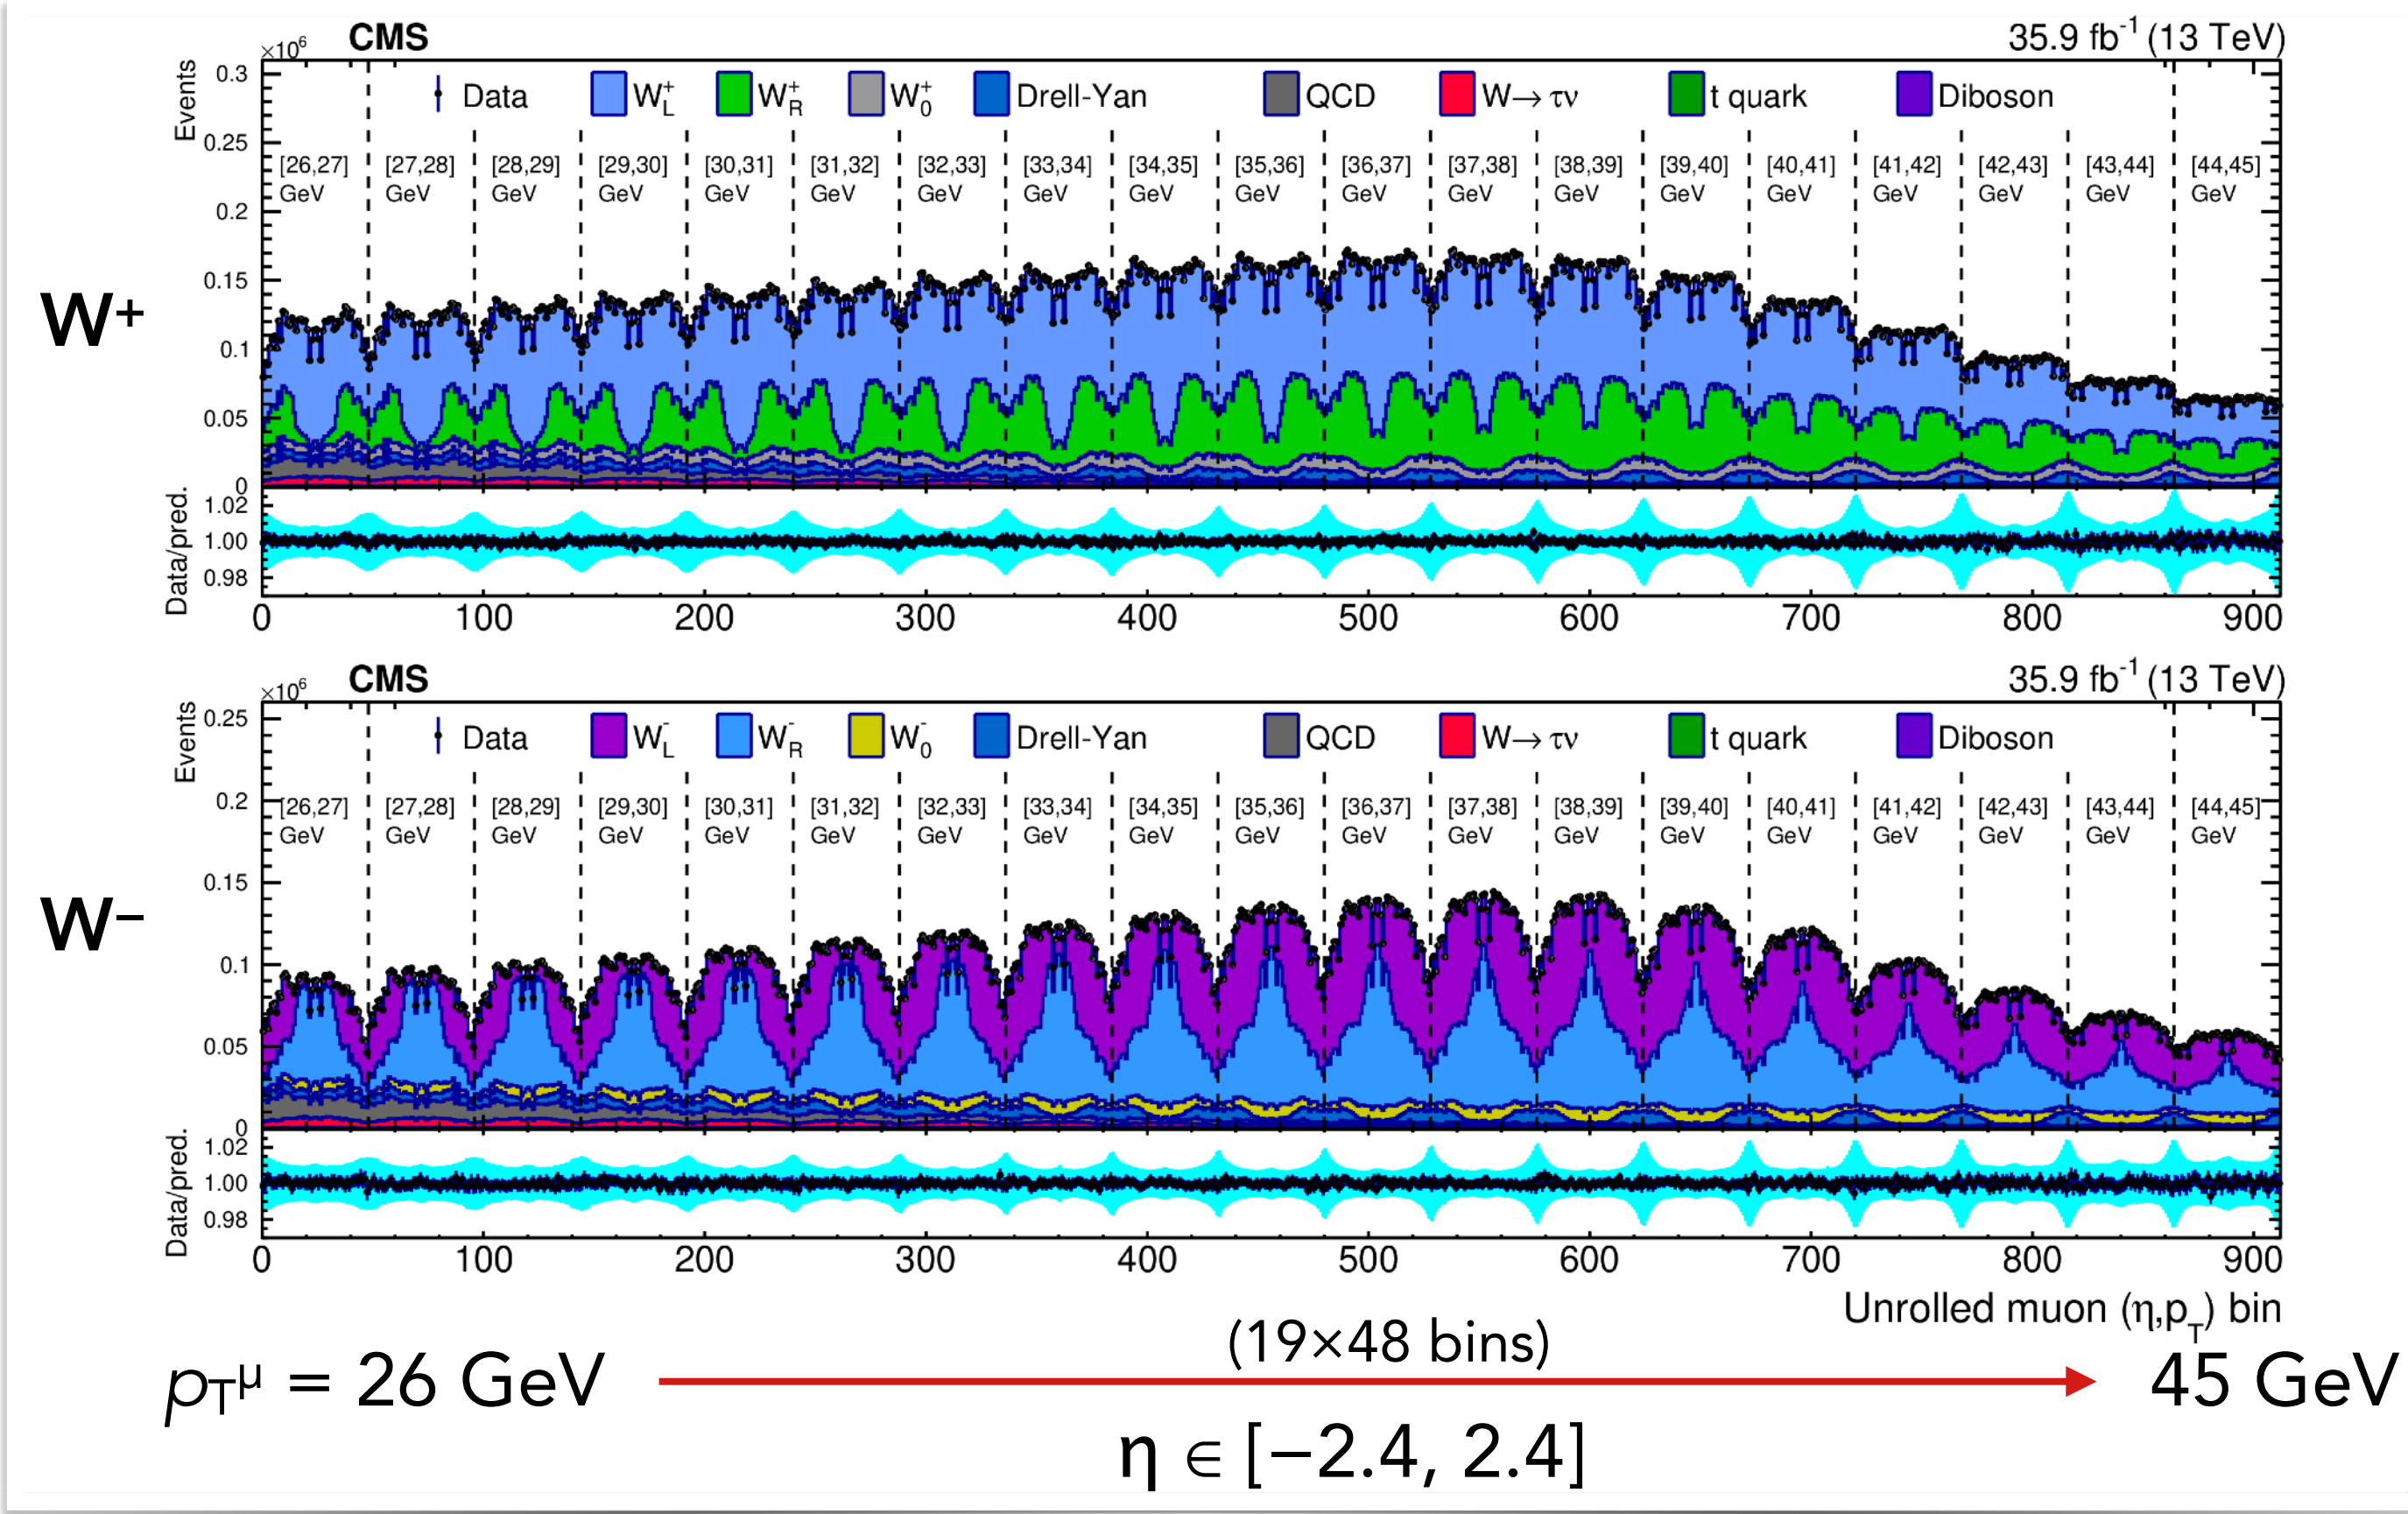 CMS 35.9 fb⁻¹ (13 TeV)
×10⁶
Events
Data W⁺_L W⁺_R W⁺_0 Drell-Yan QCD W→ τν t quark Diboson
[26,27] [27,28] [28,29] [29,30] [30,31] [31,32] [32,33] [33,34] [34,35] [35,36] [36,37] [37,38] [38,39] [39,40] [40,41] [41,42] [42,43] [43,44] [44,45]
GeV GeV GeV GeV GeV GeV GeV GeV GeV GeV GeV GeV GeV GeV GeV GeV GeV GeV GeV
0.3
0.25
0.2
0.15
0.1
0.05
0
W+
Data/pred.
1.02
1.00
0.98
0 100 200 300 400 500 600 700 800 900
CMS 35.9 fb⁻¹ (13 TeV)
×10⁶
Events
Data W⁻_L W⁻_R W⁻_0 Drell-Yan QCD W→ τν t quark Diboson
[26,27] [27,28] [28,29] [29,30] [30,31] [31,32] [32,33] [33,34] [34,35] [35,36] [36,37] [37,38] [38,39] [39,40] [40,41] [41,42] [42,43] [43,44] [44,45]
GeV GeV GeV GeV GeV GeV GeV GeV GeV GeV GeV GeV GeV GeV GeV GeV GeV GeV GeV
0.25
0.2
0.15
0.1
0.05
0
W−
Data/pred.
1.02
1.00
0.98
0 100 200 300 400 500 600 700 800 900
Unrolled muon (η,p_T) bin
(19×48 bins)
p_T^μ = 26 GeV 45 GeV
η ∈ [−2.4, 2.4]